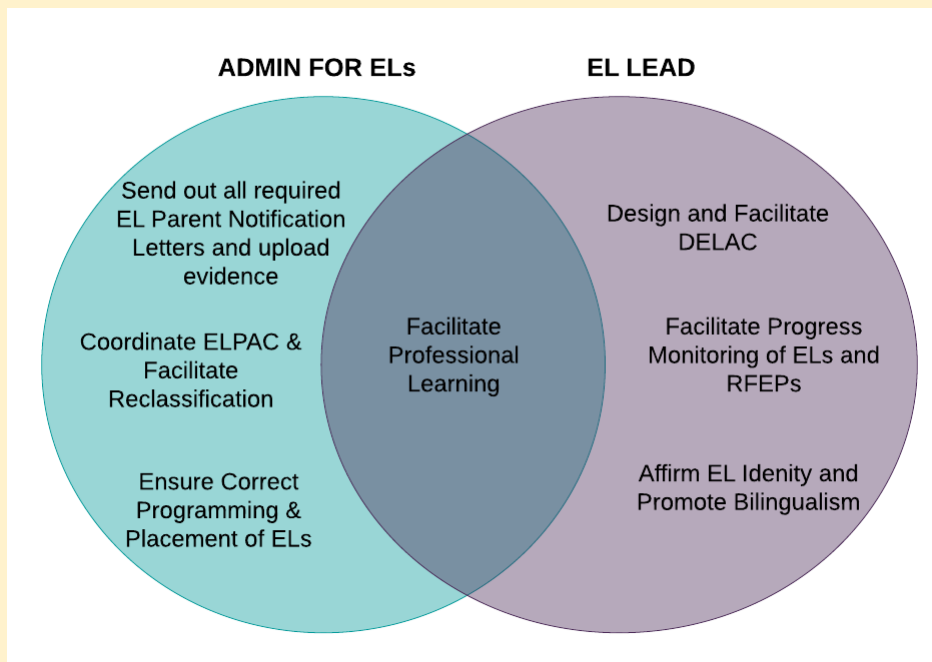 ADMIN FOR ELs
EL LEAD
Send out all required
EL Parent Notification
Letters and upload
evidence
Coordinate ELPAC &
Facilitate
Reclassification
Ensure Correct
Programming &
Placement of ELs
Facilitate
Professional
Learning
Design and Facilitate
DELAC
Facilitate Progress
Monitoring of ELs and
RFEPs
Affirm EL Idenity and
Promote Bilingualism